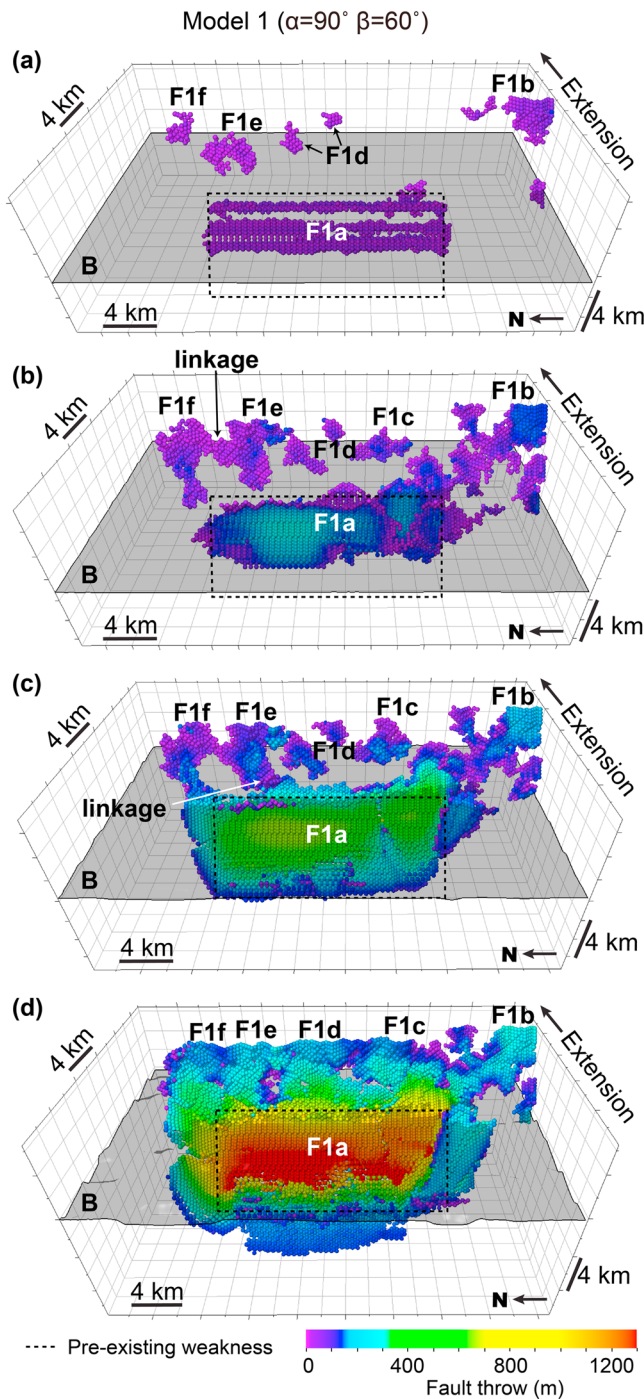 Model 1 (α=90° β=60°)
(a)
4 km
F1f
F1e
F1d
F1b
Extension
F1a
B
4 km
N
4 km
(b)
linkage
4 km
F1f
F1e
F1d
F1c
F1b
Extension
F1a
B
4 km
N
4 km
(c)
4 km
F1f
F1e
F1d
F1c
F1b
Extension
linkage
F1a
B
4 km
N
4 km
(d)
4 km
F1f
F1e
F1d
F1c
F1b
Extension
F1a
B
4 km
N
4 km
Pre-existing weakness
0 400 800 1200
Fault throw (m)